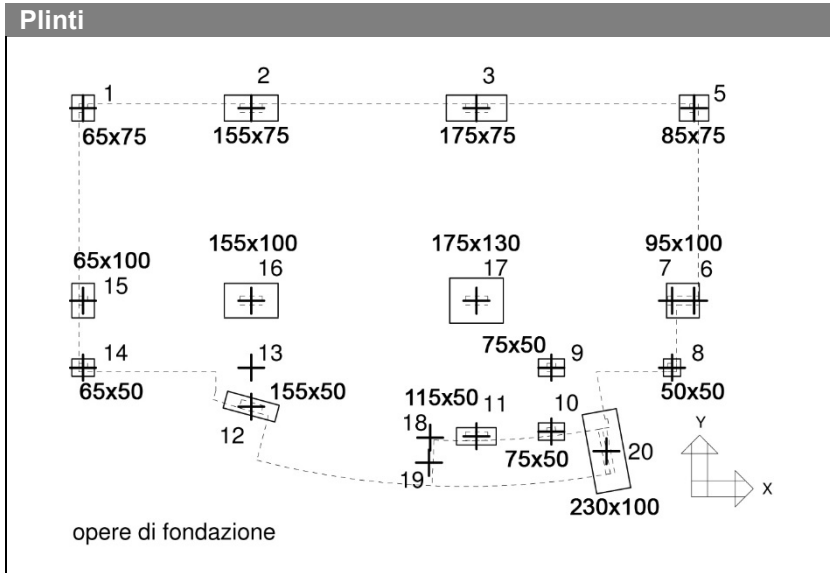 Plinti
1 2 3 5
65x75 155x75 175x75 85x75
155x100 175x130 95x100
65x100 16 17 7 6
15
75x50
14 13 9 8
65x50 155x50 115x50 50x50
12 18 11 10 Y
19 75x50 20 X
230x100
opere di fondazione